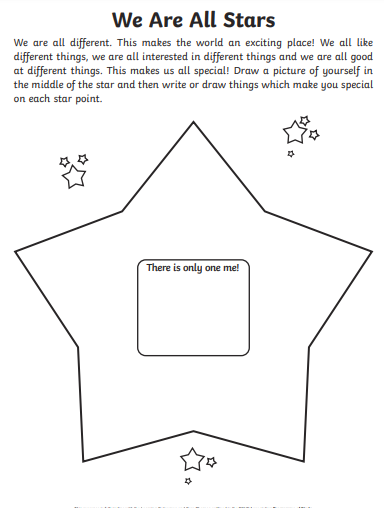 We Are All Stars
We are all different. This makes the world an exciting place! We all like
different things, we are all interested in different things and we are all good
at different things. This makes us all special! Draw a picture of yourself in
the middle of the star and then write or draw things which make you special
on each star point.
There is only one me!